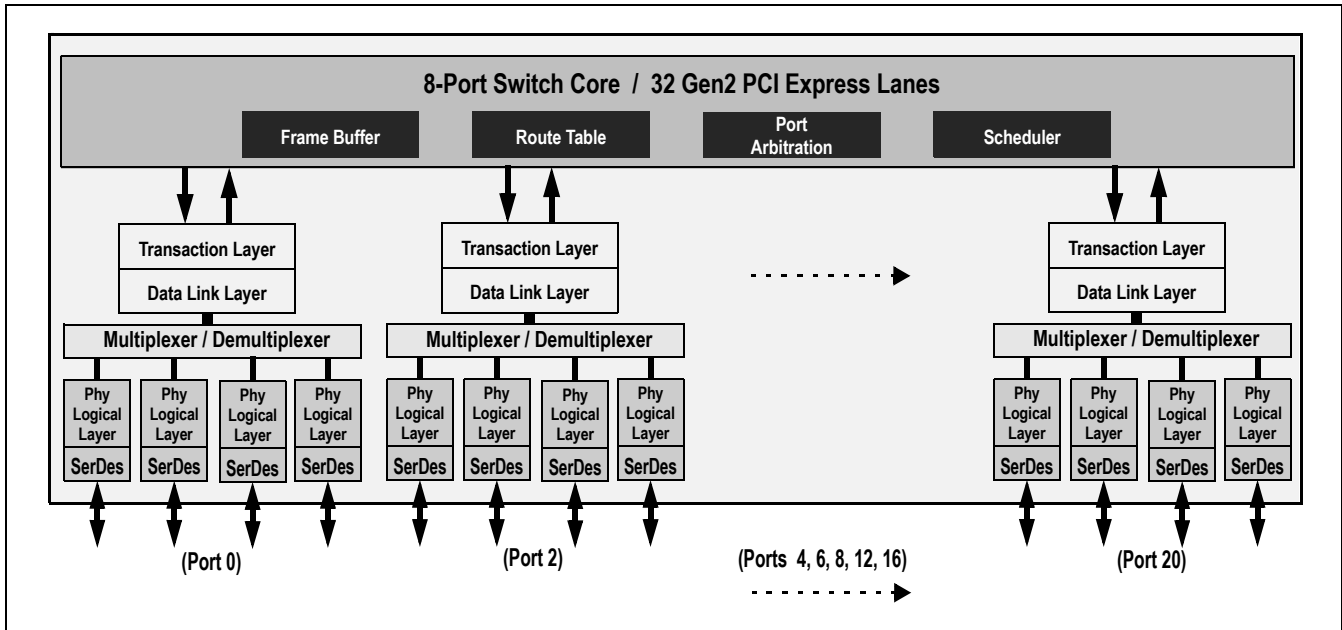 8-Port Switch Core / 32 Gen2 PCI Express Lanes
Frame Buffer
Route Table
Port
Arbitration
Scheduler
Transaction Layer
Data Link Layer
Multiplexer / Demultiplexer
Phy
Logical
Layer
SerDes
Phy
Logical
Layer
SerDes
Phy
Logical
Layer
SerDes
Phy
Logical
Layer
SerDes
(Port 0)
Transaction Layer
Data Link Layer
Multiplexer / Demultiplexer
Phy
Logical
Layer
SerDes
Phy
Logical
Layer
SerDes
Phy
Logical
Layer
SerDes
Phy
Logical
Layer
SerDes
(Port 2)
(Ports 4, 6, 8, 12, 16)
Transaction Layer
Data Link Layer
Multiplexer / Demultiplexer
Phy
Logical
Layer
SerDes
Phy
Logical
Layer
SerDes
Phy
Logical
Layer
SerDes
Phy
Logical
Layer
SerDes
(Port 20)